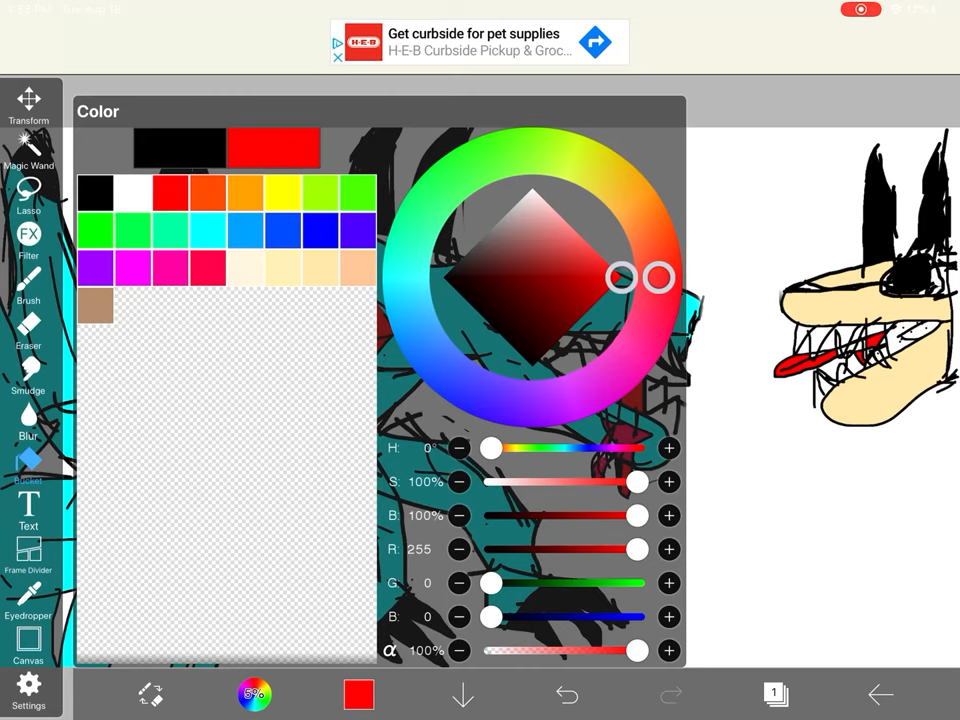 Get curbside for pet supplies
H-E-B
H-E-B Curbside Pickup & Groc...
Transform
Magic Wand
Lasso
FX
Filter
Brush
Eraser
Smudge
Blur
Bucket
T
Text
Frame Divider
Eyedropper
Canvas
Settings
Color
H: 0°
S: 100%
B: 100%
R: 255
G: 0
B: 0
α 100%
5%
1